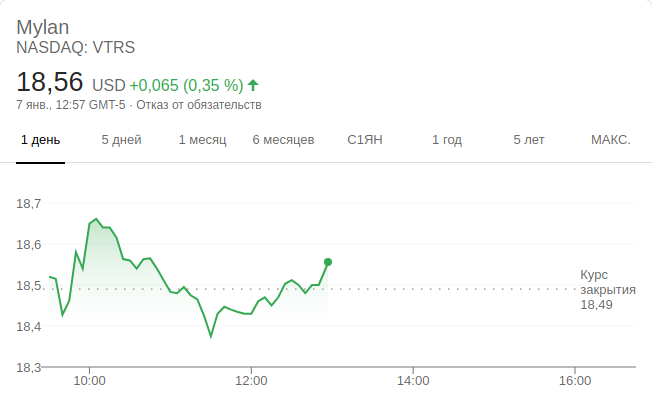 Mylan
NASDAQ: VTRS
18,56 USD +0,065 (0,35 %)
7 янв., 12:57 GMT-5 · Отказ от обязательств
1 день 5 дней 1 месяц 6 месяцев С1ЯН 1 год 5 лет МАКС.
18,7
18,6
18,5
18,4
18,3
Курс
закрытия
18,49
10:00 12:00 14:00 16:00